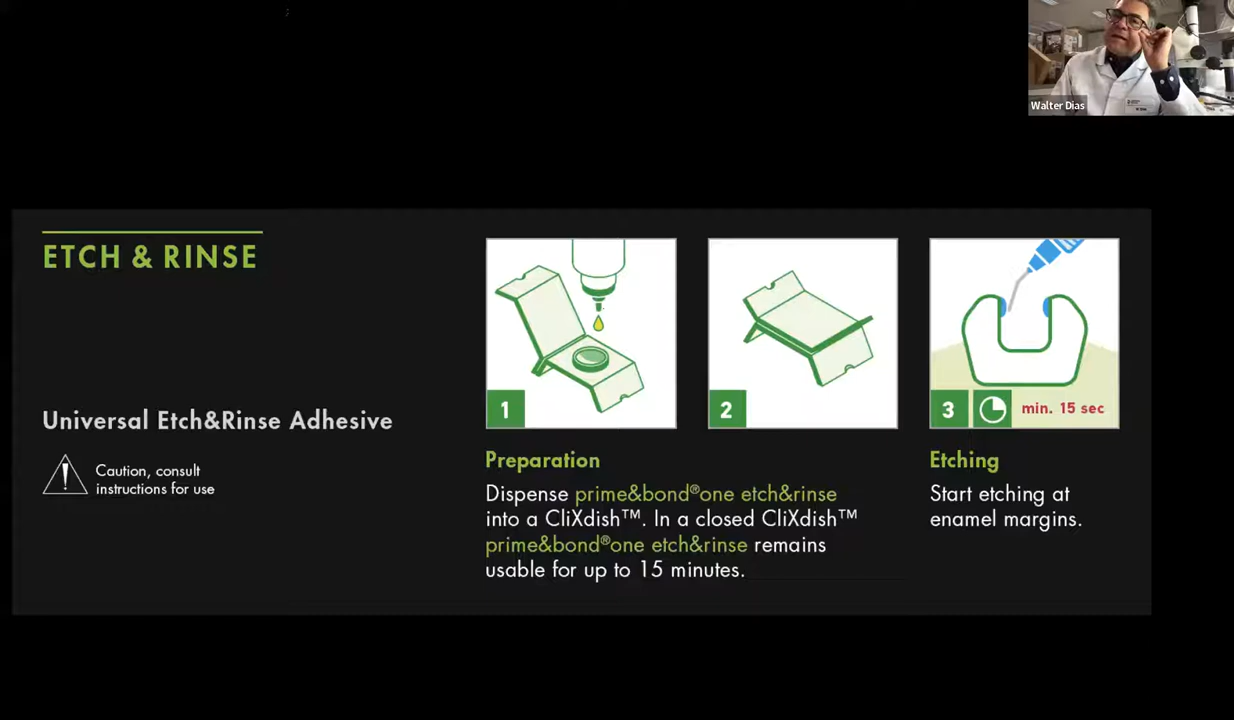 Walter Dias
ETCH & RINSE
Universal Etch&Rinse Adhesive
Caution, consult
instructions for use
1
2
3
min. 15 sec
Preparation
Dispense prime&bond®one etch&rinse
into a CliXdish™. In a closed CliXdish™
prime&bond®one etch&rinse remains
usable for up to 15 minutes.
Etching
Start etching at
enamel margins.